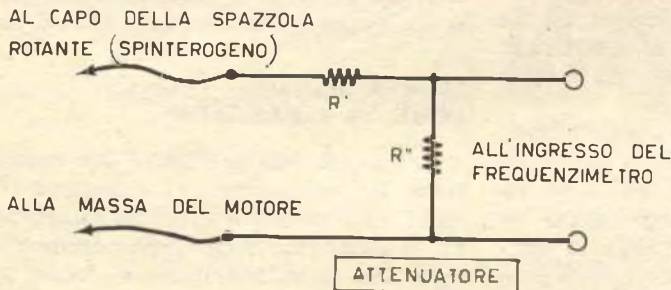 AL CAPO DELLA SPAZZOLA
ROTANTE (SPINTEROGENO)
R'
R"
ALL'INGRESSO DEL
FREQUENZIMETRO
ALLA MASSA DEL MOTORE
ATTENUATORE